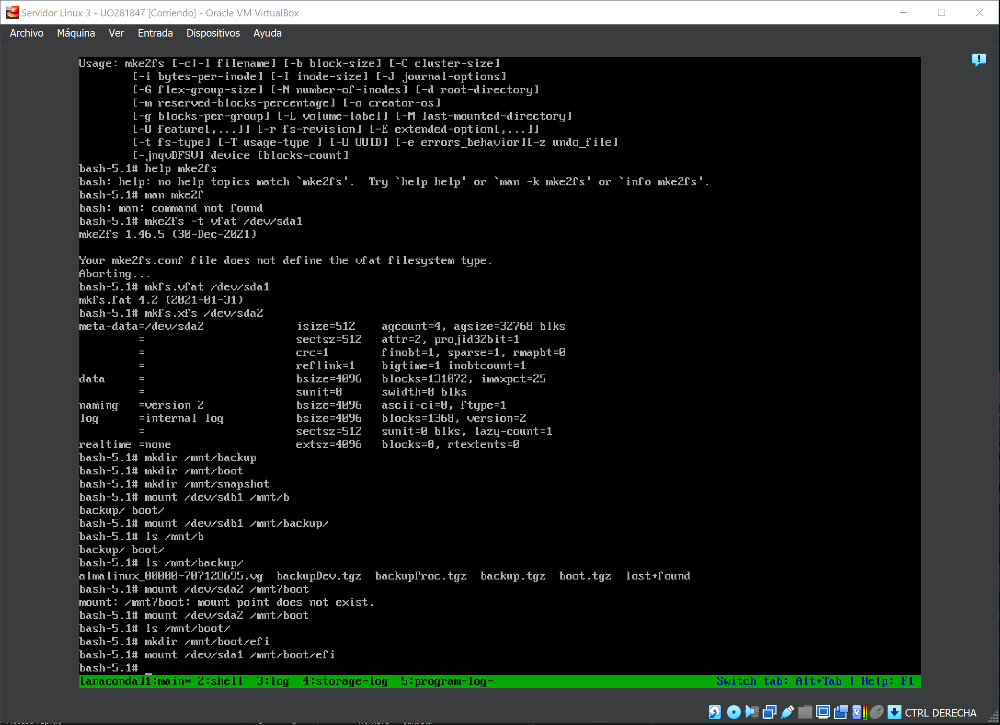 Servidor Linux 3 - UO281847 [Corriendo] - Oracle VM VirtualBox
Archivo Máquina Ver Entrada Dispositivos Ayuda
Usage: mke2fs [-c|-l filename] [-b block-size] [-C cluster-size]
[-i bytes-per-inode] [-I inode-size] [-J journal-options]
[-G flex-group-size] [-N number-of-inodes] [-d root-directory]
[-m reserved-blocks-percentage] [-o creator-os]
[-g blocks-per-group] [-L volume-label] [-M last-mounted-directory]
[-O feature[,...]] [-r fs-revision] [-E extended-option[,...]]
[-t fs-type] [-T usage-type ] [-U UUID] [-e errors_behavior][-z undo_file]
[-jnqvDFSV] device [blocks-count]
bash-5.1# help mke2fs
bash: help: no help topics match `mke2fs'.  Try `help help' or `man -k mke2fs' or `info mke2fs'.
bash-5.1# man mke2f
bash: man: command not found
bash-5.1# mke2fs -t vfat /dev/sda1
mke2fs 1.46.5 (30-Dec-2021)
Your mke2fs.conf file does not define the vfat filesystem type.
Aborting...
bash-5.1# mkfs.vfat /dev/sda1
mkfs.fat 4.2 (2021-01-31)
bash-5.1# mkfs.xfs /dev/sda2
meta-data=/dev/sda2 isize=512 agcount=4, agsize=32768 blks
= sectsz=512 attr=2, projid32bit=1
= crc=1 finobt=1, sparse=1, rmapbt=0
= reflink=1 bigtime=1 inobtcount=1
data = bsize=4096 blocks=131072, imaxpct=25
= sunit=0 swidth=0 blks
naming =version 2 bsize=4096 ascii-ci=0, ftype=1
log =internal log bsize=4096 blocks=1368, version=2
= sectsz=512 sunit=0 blks, lazy-count=1
realtime =none extsz=4096 blocks=0, rtextents=0
bash-5.1# mkdir /mnt/backup
bash-5.1# mkdir /mnt/boot
bash-5.1# mkdir /mnt/snapshot
bash-5.1# mount /dev/sdb1 /mnt/b
backup/ boot/
bash-5.1# mount /dev/sdb1 /mnt/backup/
bash-5.1# ls /mnt/b
backup/ boot/
bash-5.1# ls /mnt/backup/
almalinux_00000-707128695.vg backupDev.tgz backupProc.tgz backup.tgz boot.tgz lost+found
bash-5.1# mount /dev/sda2 /mnt7boot
mount: /mnt7boot: mount point does not exist.
bash-5.1# mount /dev/sda2 /mnt/boot
bash-5.1# ls /mnt/boot/
bash-5.1# mkdir /mnt/boot/efi
bash-5.1# mount /dev/sda1 /mnt/boot/efi
bash-5.1# _
[anaconda]1:main* 2:shell 3:log 4:storage-log 5:program-log- Switch tab: Alt+Tab | Help: F1
CTRL DERECHA